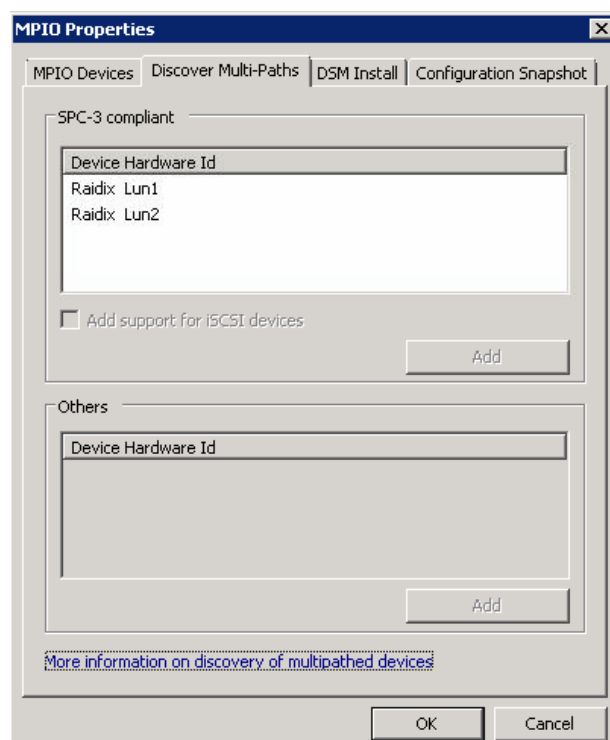 MPIO Properties
MPIO Devices Discover Multi-Paths DSM Install Configuration Snapshot
SPC-3 compliant
Device Hardware Id
Raidix Lun1
Raidix Lun2
Add support for iSCSI devices
Add
Others
Device Hardware Id
Add
More information on discovery of multipathed devices
OK Cancel